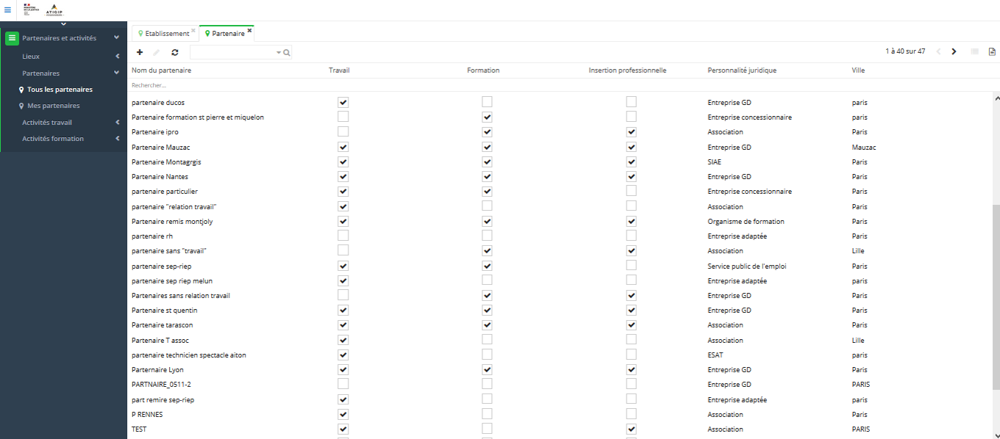 ATIGIP
Partenaires et activités
Lieux
Partenaires
Tous les partenaires
Mes partenaires
Activités travail
Activités formation
Etablissement
Partenaire
1 à 40 sur 47
Nom du partenaire Travail Formation Insertion professionnelle Personnalité juridique Ville
Rechercher...
partenaire ducos Entreprise GD paris
Partenaire formation st pierre et miquelon Entreprise concessionnaire paris
Partenaire ipro Association Paris
Partenaire Mauzac Entreprise GD Mauzac
Partenaire Montagrgis SIAE Paris
Partenaire Nantes Entreprise GD Paris
partenaire particulier Entreprise concessionnaire Paris
partenaire "relation travail" Association Paris
Partenaire remis montjoly Organisme de formation Paris
partenaire rh Entreprise adaptée Paris
partenaire sans "travail" Association Lille
partenaire sep-riep Service public de l'emploi Paris
partenaire sep riep melun Entreprise adaptée paris
Partenaires sans relation travail Entreprise GD Paris
Partenaire st quentin Entreprise GD Paris
Partenaire tarascon Association Paris
Partenaire T assoc Association Lille
partenaire technicien spectacle aiton ESAT paris
Parternaire Lyon Entreprise GD Paris
PARTNAIRE_0511-2 Entreprise GD PARIS
part remire sep-riep Entreprise adaptée paris
P RENNES Association Paris
TEST Association PARIS